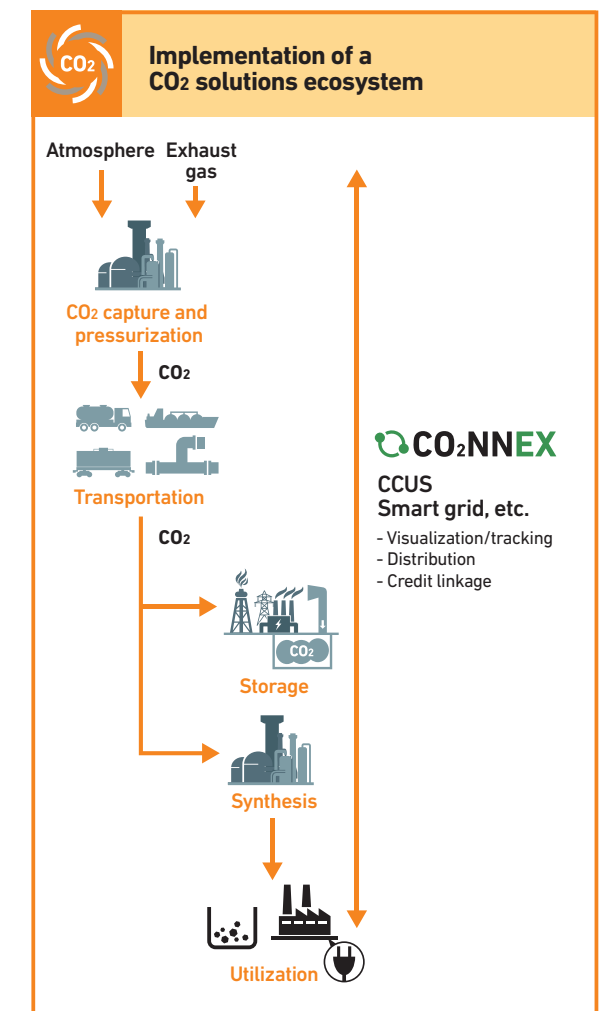 CO2
Implementation of a
CO2 solutions ecosystem
Atmosphere
Exhaust
gas
CO2 capture and
pressurization
CO2
Transportation
CO2
CO2
Storage
Synthesis
Utilization
CO2NNEX
CCUS
Smart grid, etc.
- Visualization/tracking
- Distribution
- Credit linkage